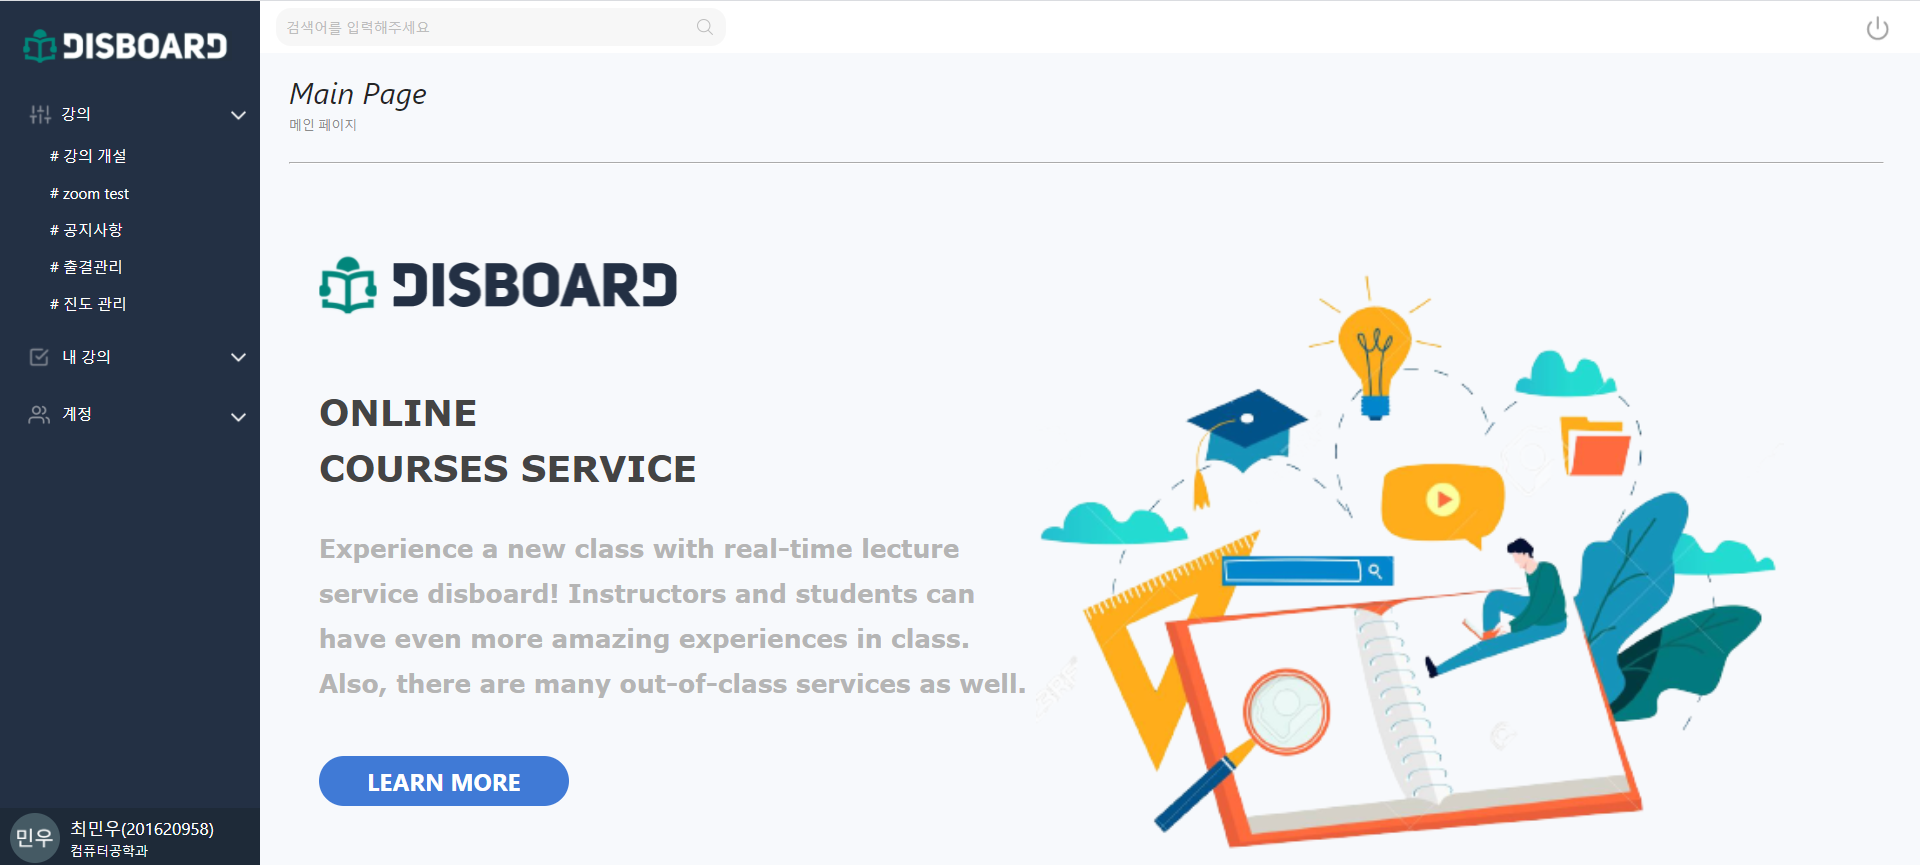 DISBOARD
검색어를 입력해주세요
강의
# 강의 개설
# zoom test
# 공지사항
# 출결관리
# 진도 관리
내 강의
계정
민우
최민우(201620958)
컴퓨터공학과
Main Page
메인 페이지
DISBOARD
ONLINE
COURSES SERVICE
Experience a new class with real-time lecture
service disboard! Instructors and students can
have even more amazing experiences in class.
Also, there are many out-of-class services as well.
LEARN MORE